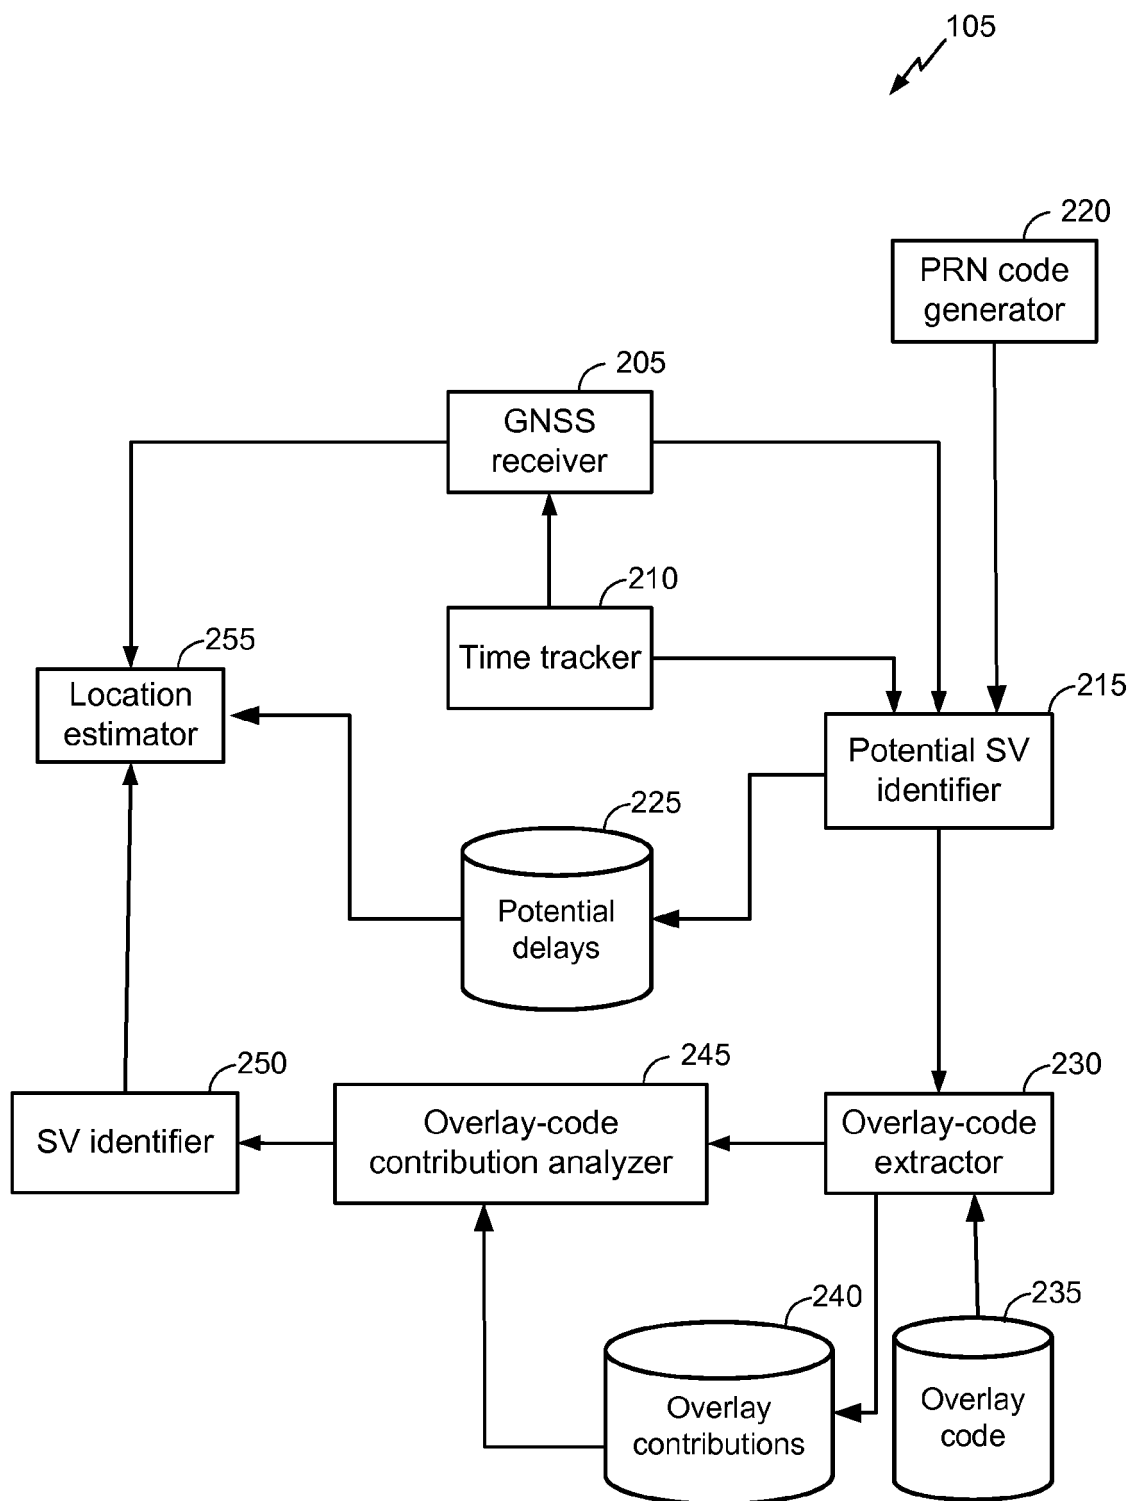 105
220
PRN code
generator
205
GNSS
receiver
210
Time tracker
255
Location
estimator
215
Potential SV
identifier
225
Potential
delays
250
SV identifier
245
Overlay-code
contribution analyzer
230
Overlay-code
extractor
240
Overlay
contributions
235
Overlay
code